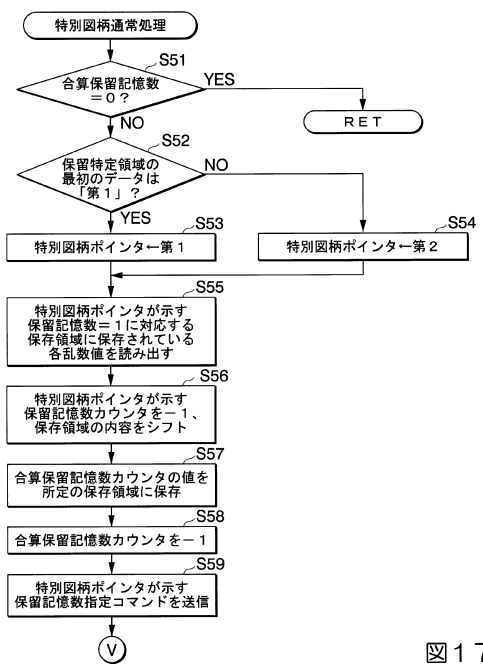 特別図柄通常処理
S51
合算保留記憶数
=0?
YES
RET
NO
S52
保留特定領域の
最初のデータは
「第1」?
NO
YES
S53
特別図柄ポインタ←第1
S54
特別図柄ポインタ←第2
S55
特別図柄ポインタが示す
保留記憶数=1に対応する
保存領域に保存されている
各乱数値を読み出す
S56
特別図柄ポインタが示す
保留記憶数カウンタを-1、
保存領域の内容をシフト
S57
合算保留記憶数カウンタの値を
所定の保存領域に保存
S58
合算保留記憶数カウンタを-1
S59
特別図柄ポインタが示す
保留記憶数指定コマンドを送信
V
図17